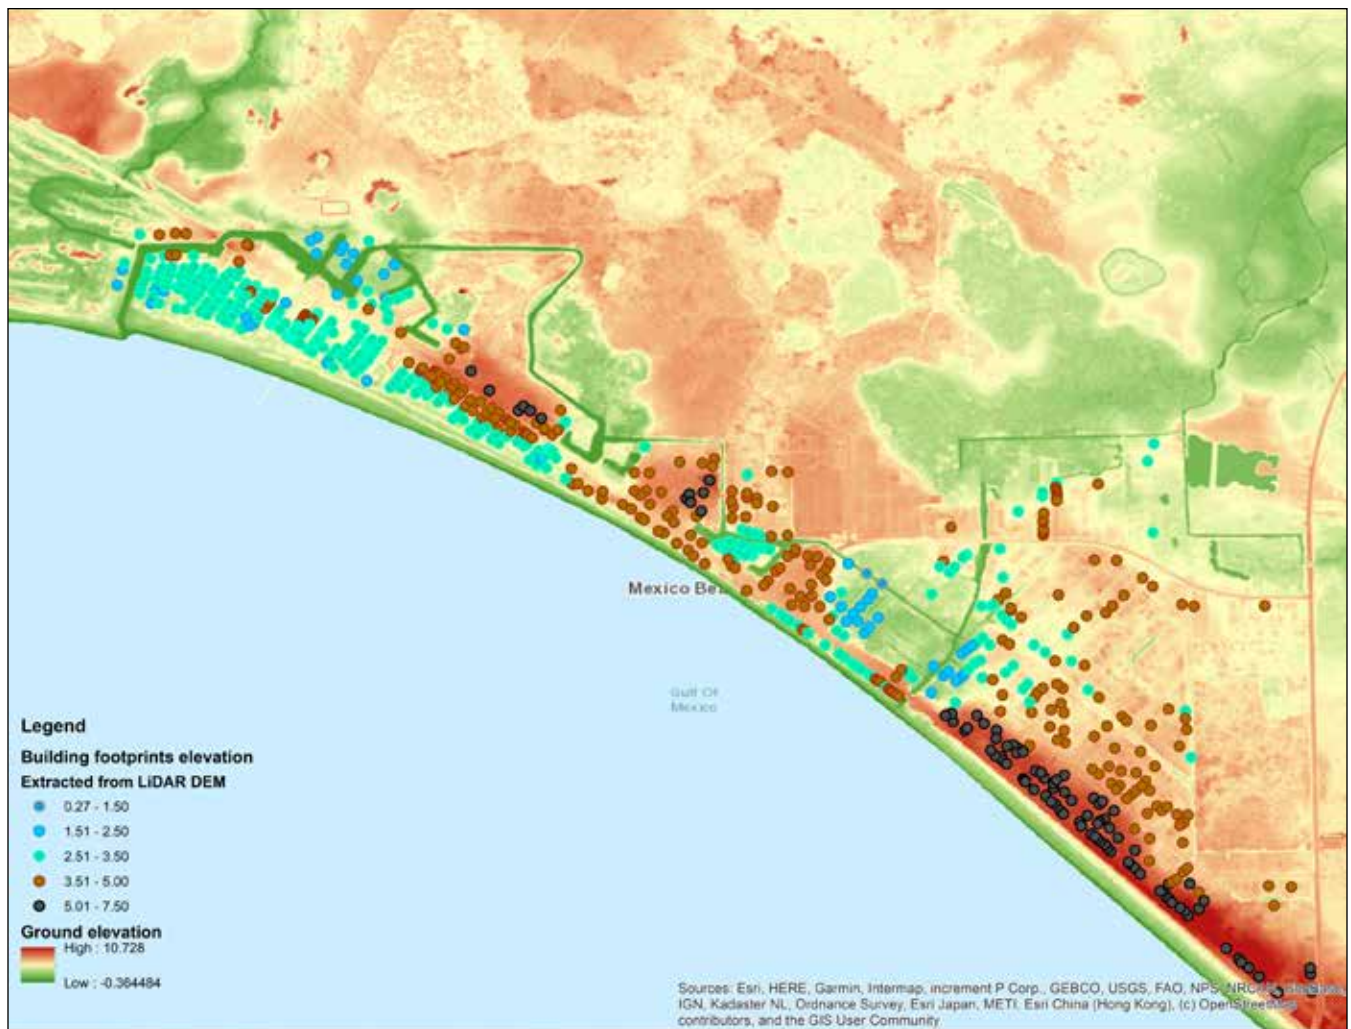 Mexico Be
Gulf Of
Mexico
Legend
Building footprints elevation
Extracted from LiDAR DEM
0.27 - 1.50
1.51 - 2.50
2.51 - 3.50
3.51 - 5.00
5.01 - 7.50
Ground elevation
High : 10.728
Low : -0.364484
Sources: Esri, HERE, Garmin, Intermap, increment P Corp., GEBCO, USGS, FAO, NPS,
IGN, Kadaster NL, Ordnance Survey, Esri Japan, METI, Esri China (Hong Kong), (c) OpenStreetMap
contributors, and the GIS User Community